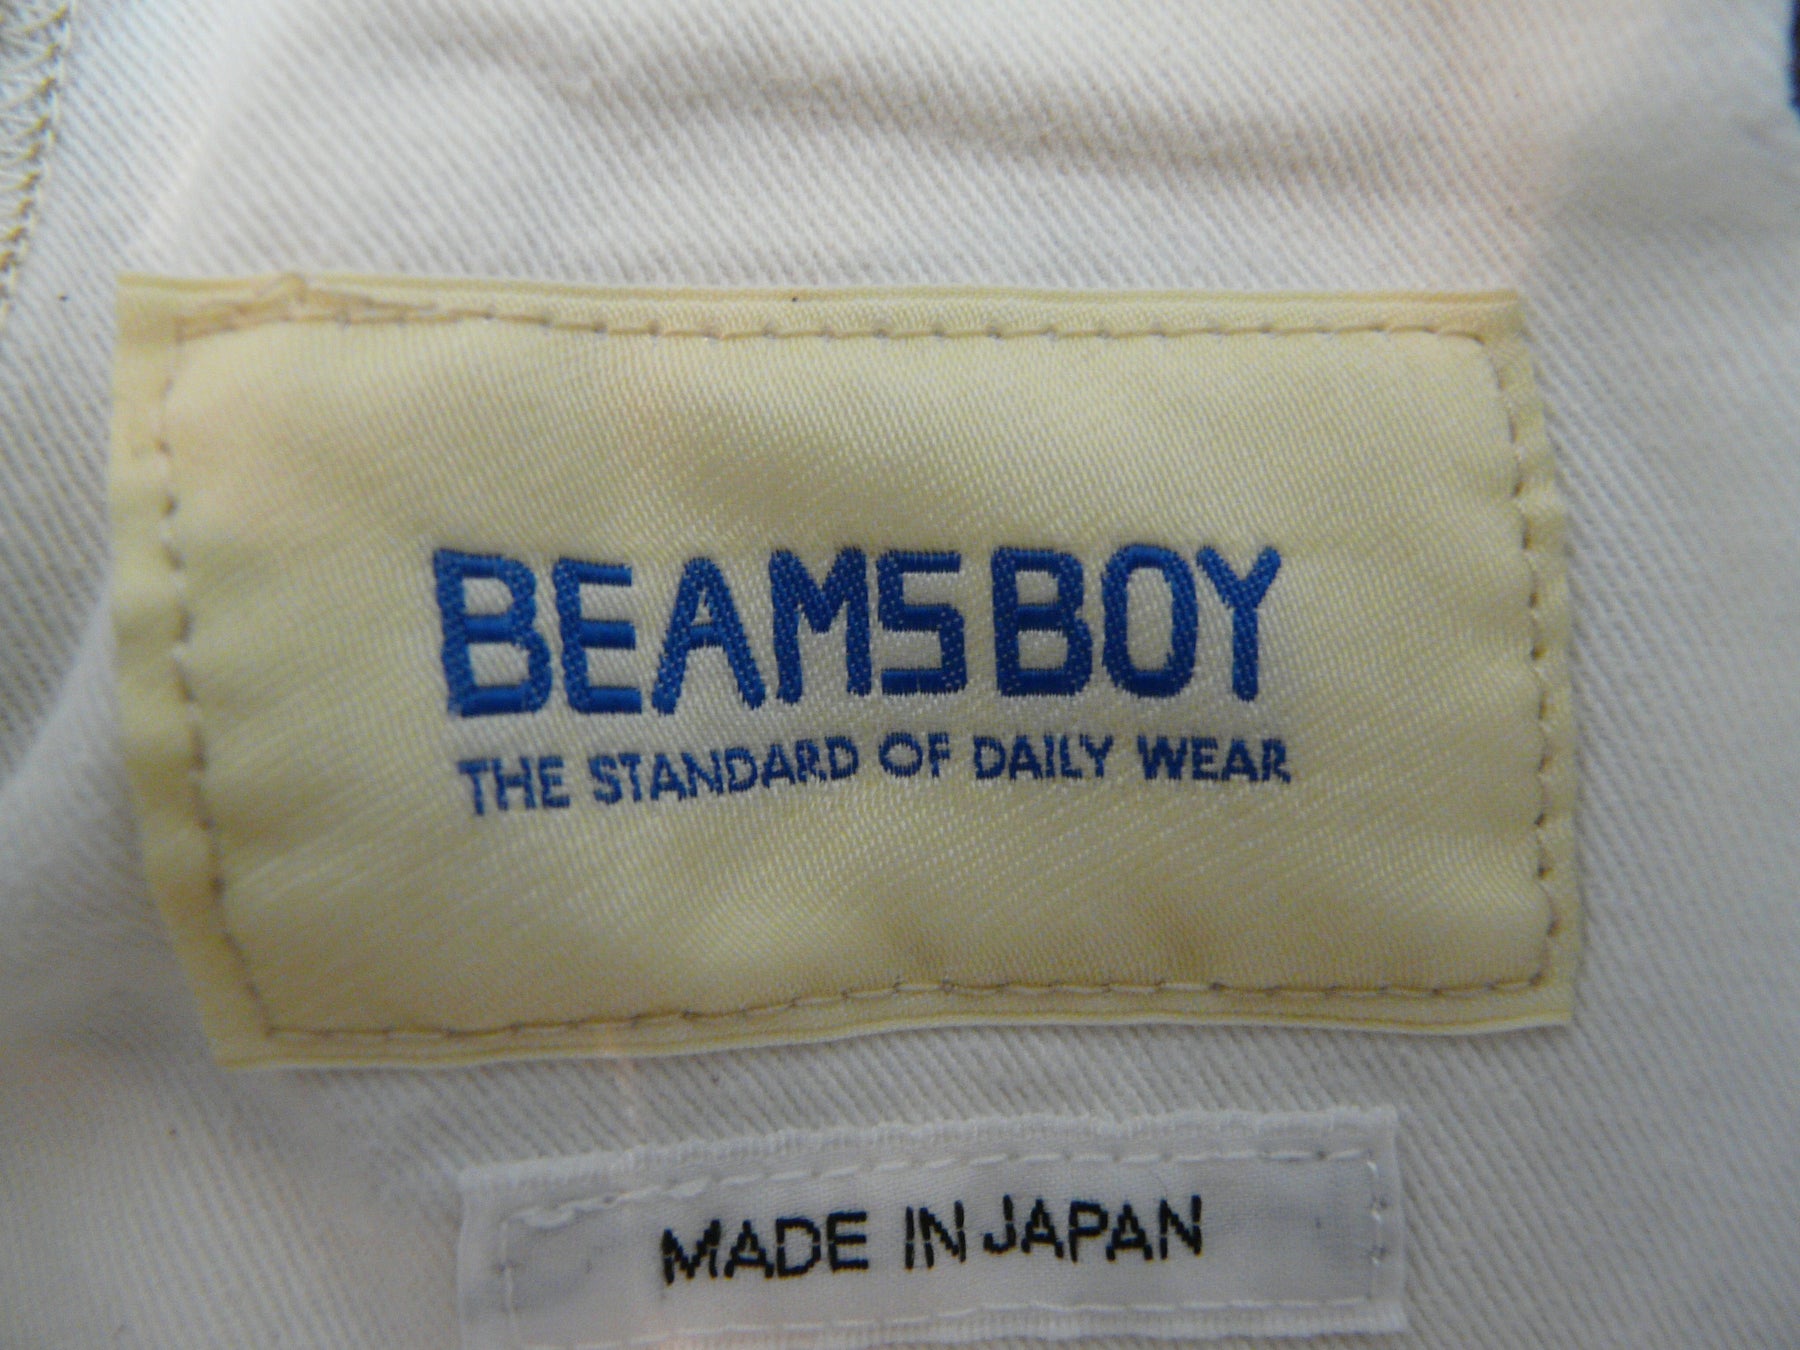 BEAMS BOY
THE STANDARD OF DAILY WEAR
MADE IN JAPAN